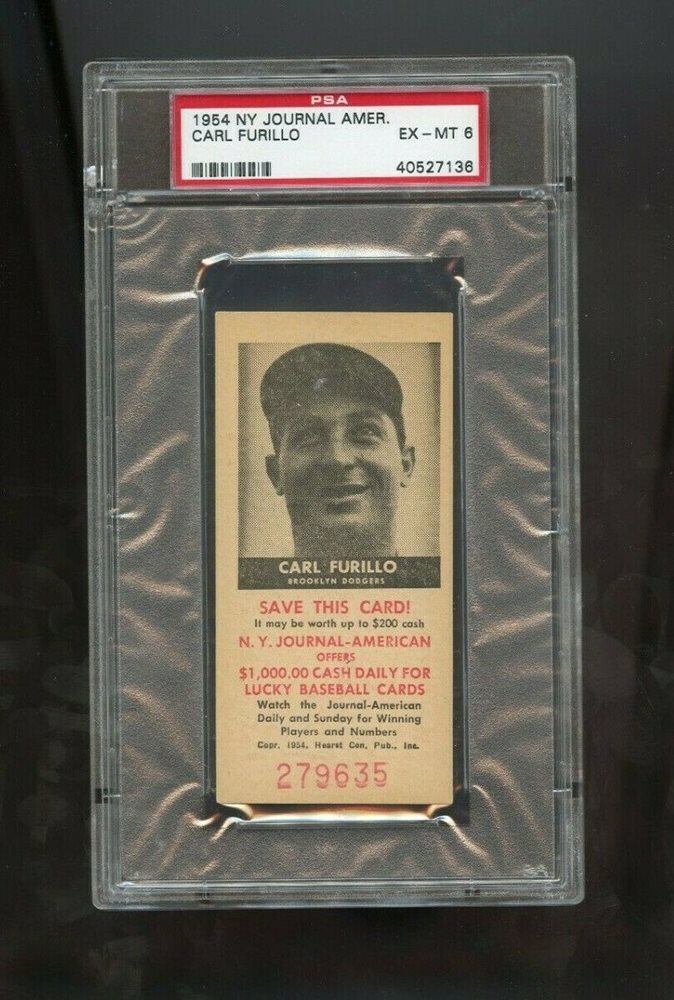 PSA
1954 NY JOURNAL AMER.
CARL FURILLO EX-MT 6
40527136
CARL FURILLO
BROOKLYN DODGERS
SAVE THIS CARD!
It may be worth up to $200 cash
N.Y. JOURNAL-AMERICAN
OFFERS
$1,000.00 CASH DAILY FOR
LUCKY BASEBALL CARDS
Watch the Journal-American
Daily and Sunday for Winning
Players and Numbers
Copr. 1954, Hearst Con. Pub., Inc.
279635